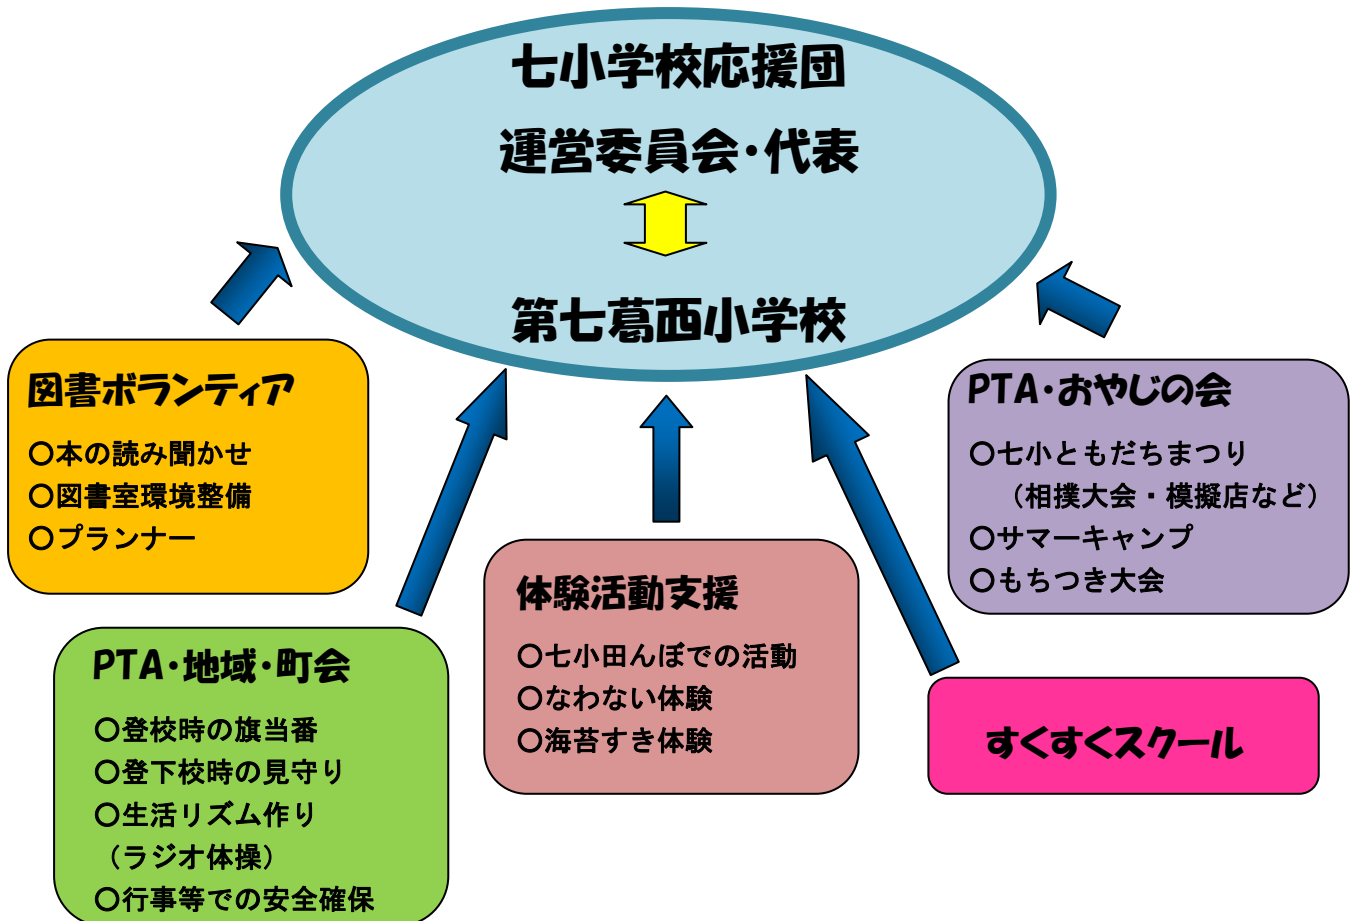 七小学校応援団
運営委員会・代表
第七葛西小学校
図書ボランティア
〇本の読み聞かせ
〇図書室環境整備
〇プランナー
PTA・地域・町会
〇登校時の旗当番
〇登下校時の見守り
〇生活リズム作り
（ラジオ体操）
〇行事等での安全確保
体験活動支援
〇七小田んぼでの活動
〇なわない体験
〇海苔すき体験
PTA・おやじの会
〇七小ともだちまつり
（相撲大会・模擬店など）
〇サマーキャンプ
〇もちつき大会
すくすくスクール